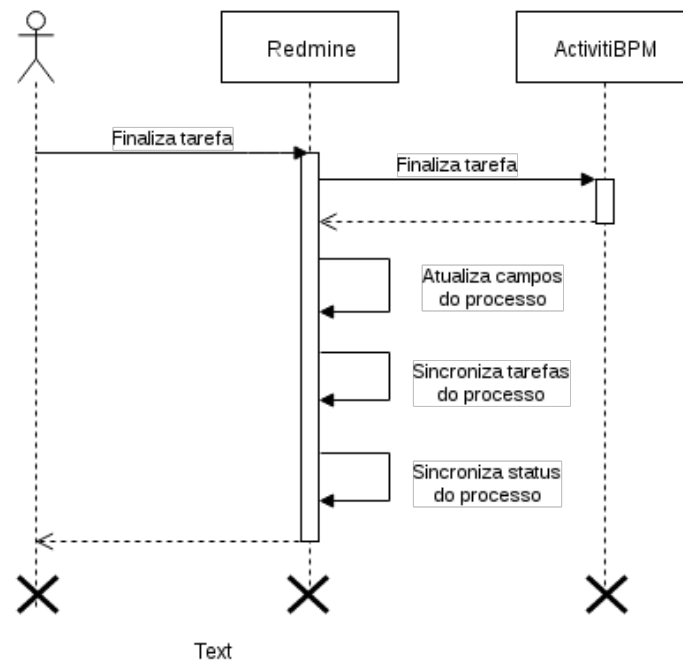 Redmine
ActivitiBPM
Finaliza tarefa
Finaliza tarefa
Atualiza campos
do processo
Sincroniza tarefas
do processo
Sincroniza status
do processo
Text